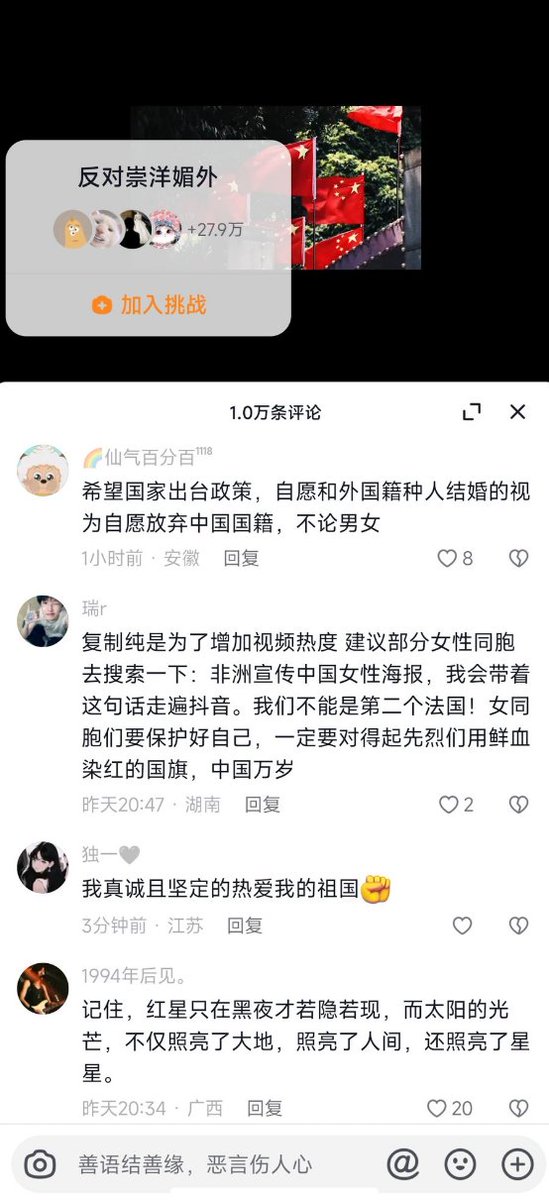 反对崇洋媚外
+27.9万
加入挑战
1.0万条评论
🌈仙气百分百¹¹¹⁸
希望国家出台政策，自愿和外国籍种人结婚的视
为自愿放弃中国国籍，不论男女
1小时前 · 安徽 回复 8
瑞r
复制纯是为了增加视频热度 建议部分女性同胞
去搜索一下：非洲宣传中国女性海报，我会带着
这句话走遍抖音。我们不能是第二个法国！女同
胞们要保护好自己，一定要对得起先烈们用鲜血
染红的国旗，中国万岁
昨天20:47 · 湖南 回复 2
独一🩶
我真诚且坚定的热爱我的祖国✊
3分钟前 · 江苏 回复
1994年后见。
记住，红星只在黑夜才若隐若现，而太阳的光
芒，不仅照亮了大地，照亮了人间，还照亮了星
星。
昨天20:34 · 广西 回复 20
善语结善缘，恶言伤人心